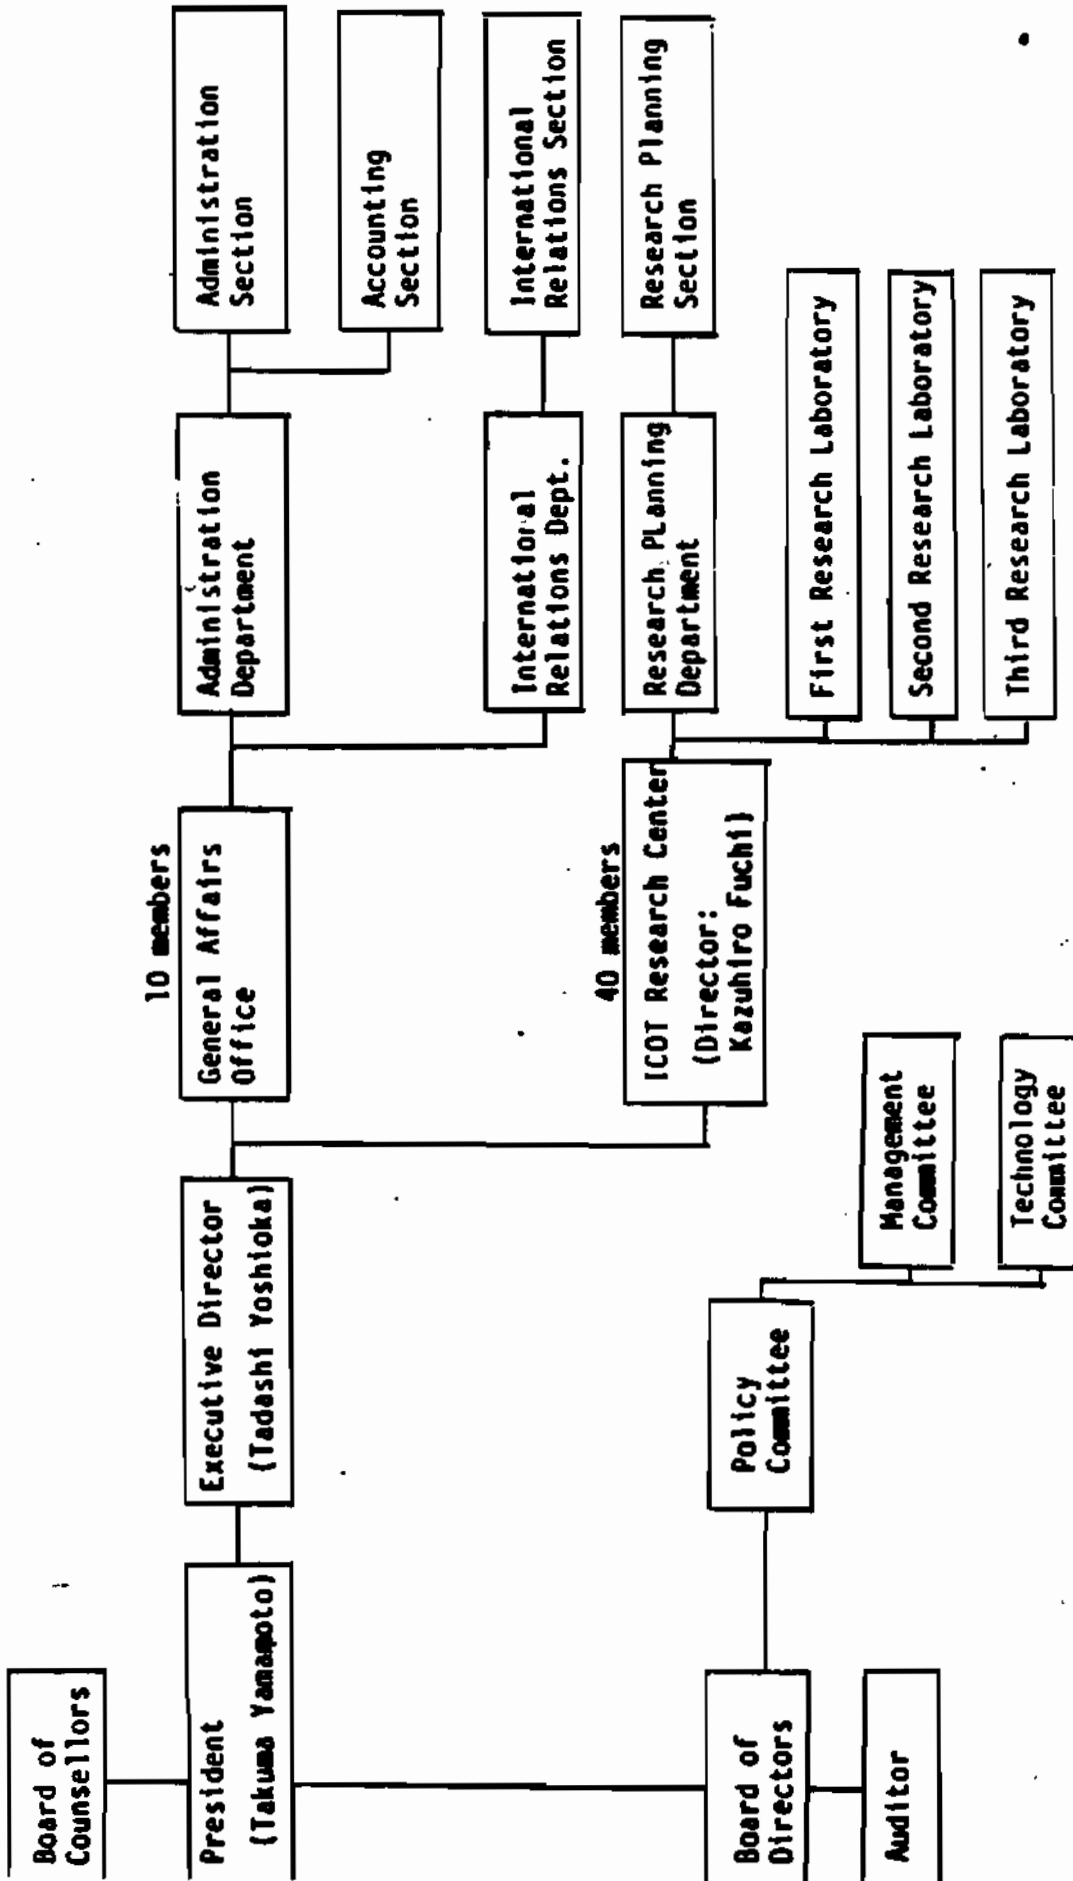 Board of
Counsellors
President
(Takuma Yamamoto)
Board of
Directors
Auditor
Executive Director
(Tadashi Yoshioka)
Policy
Committee
Management
Committee
Technology
Committee
10 members
General Affairs
Office
40 members
ICOT Research Center
(Director:
Kazuhiro Fuchi)
Administration
Department
International
Relations Dept.
Research PLanning
Department
First Research Laboratory
Second Research Laboratory
Third Research Laboratory
Administration
Section
Accounting
Section
International
Relations Section
Research Planning
Section